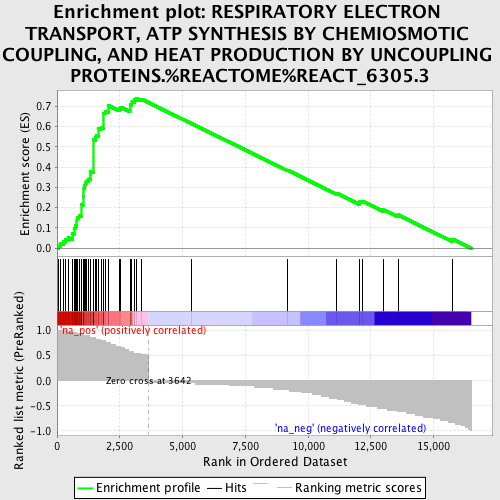 Enrichment plot: RESPIRATORY ELECTRON
TRANSPORT, ATP SYNTHESIS BY CHEMIOSMOTIC
COUPLING, AND HEAT PRODUCTION BY UNCOUPLING
PROTEINS.%REACTOME%REACT_6305.3
Enrichment score (ES)
0.7
0.6
0.5
0.4
0.3
0.2
0.1
0.0
Ranked list metric (PreRanked)
1.0
0.5
0.0
-0.5
-1.0
'na_pos' (positively correlated)
Zero cross at 3642
'na_neg' (negatively correlated)
0 2,500 5,000 7,500 10,000 12,500 15,000
Rank in Ordered Dataset
Enrichment profile Hits Ranking metric scores